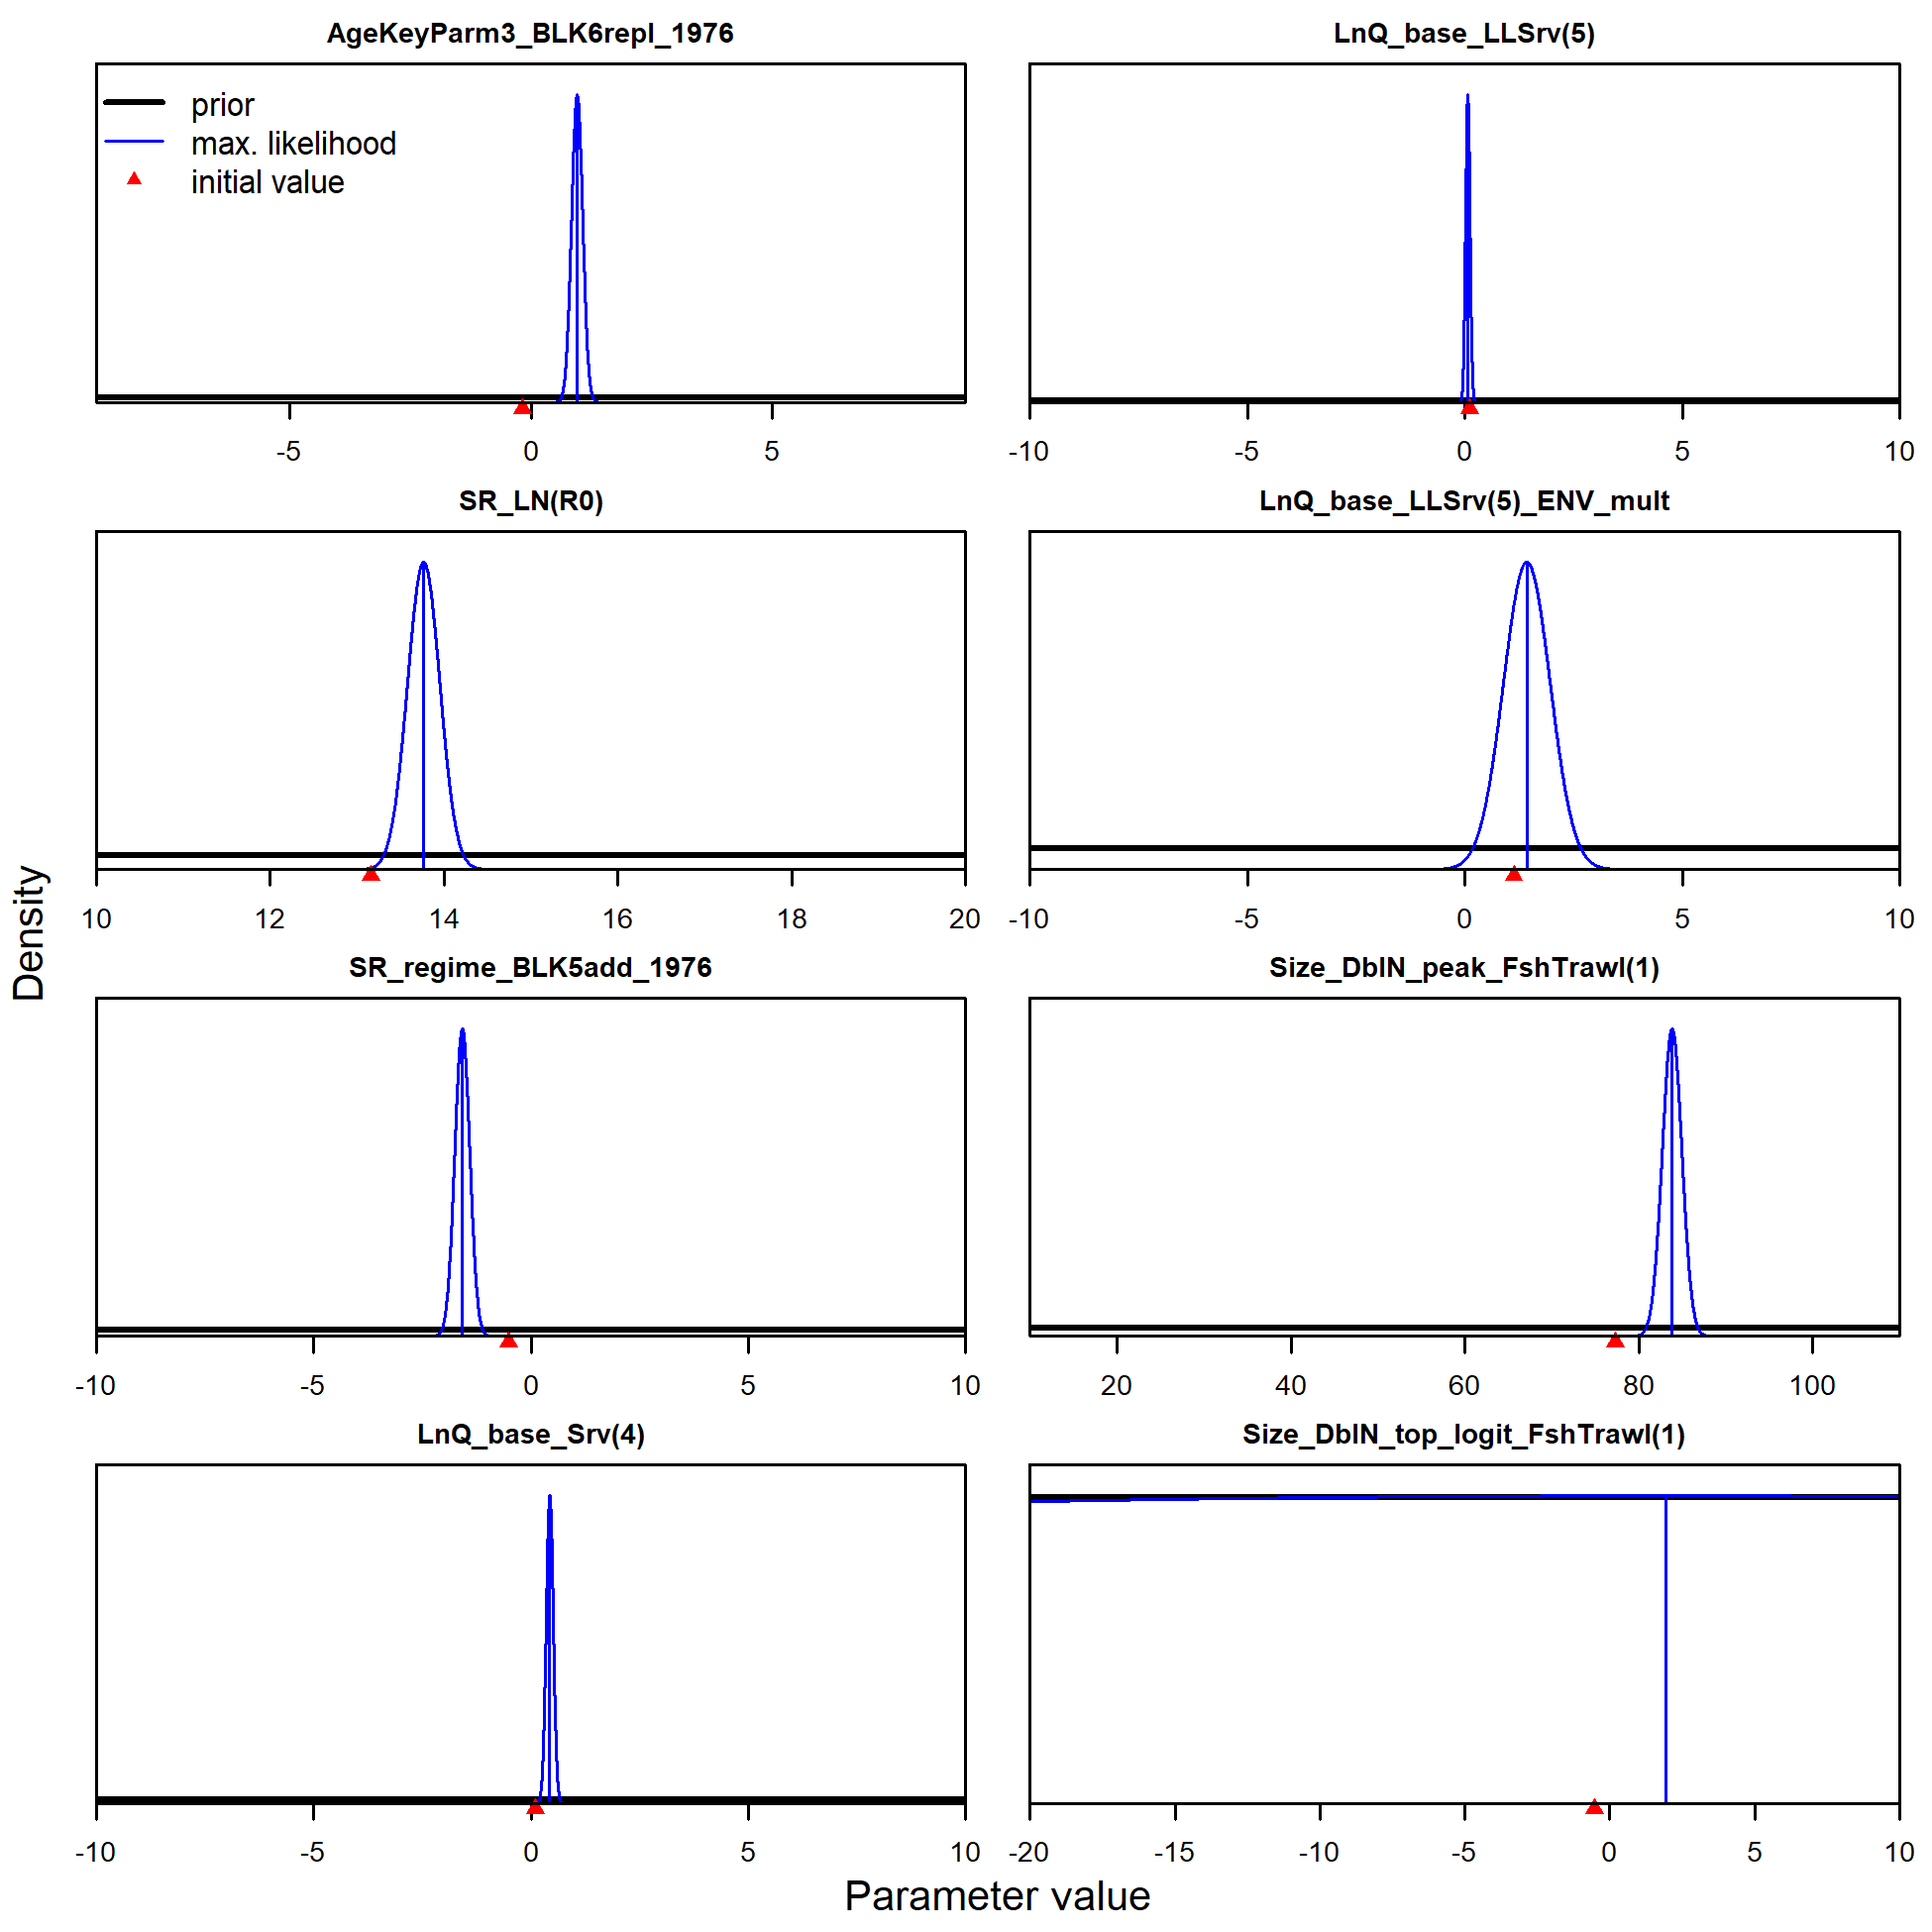 AgeKeyParm3_BLK6repl_1976
prior
max. likelihood
initial value
-5 0 5
LnQ_base_LLSrv(5)
-10 -5 0 5 10
SR_LN(R0)
10 12 14 16 18 20
LnQ_base_LLSrv(5)_ENV_mult
-10 -5 0 5 10
SR_regime_BLK5add_1976
-10 -5 0 5 10
Size_DblN_peak_FshTrawl(1)
20 40 60 80 100
LnQ_base_Srv(4)
-10 -5 0 5 10
Size_DblN_top_logit_FshTrawl(1)
-20 -15 -10 -5 0 5 10
Density
Parameter value